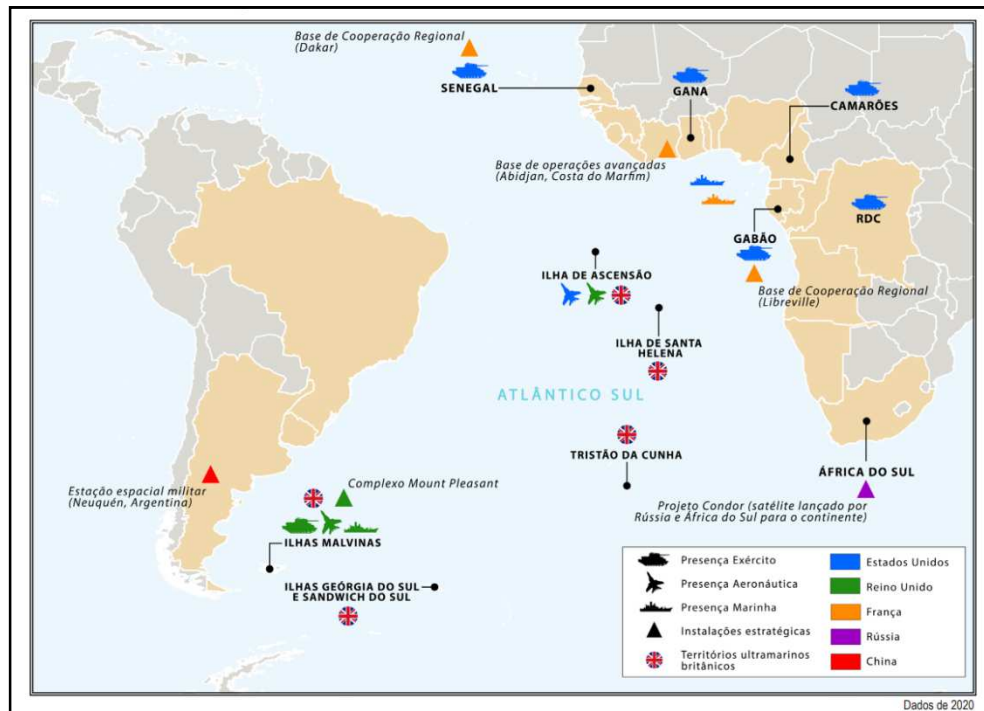 Base de Cooperação Regional
(Dakar)
SENEGAL
GANA
CAMARÕES
Base de operações avançadas
(Abidjan, Costa do Marfim)
RDC
GABÃO
Base de Cooperação Regional
(Libreville)
ILHA DE ASCENSÃO
ILHA DE SANTA
HELENA
ATLÂNTICO SUL
TRISTÃO DA CUNHA
ÁFRICA DO SUL
Projeto Condor (satélite lançado por
Rússia e África do Sul para o continente)
Estação espacial militar
(Neuquén, Argentina)
Complexo Mount Pleasant
ILHAS MALVINAS
ILHAS GEÓRGIA DO SUL
E SANDWICH DO SUL
Presença Exército
Presença Aeronáutica
Presença Marinha
Instalações estratégicas
Territórios ultramarinos
britânicos
Estados Unidos
Reino Unido
França
Rússia
China
Dados de 2020